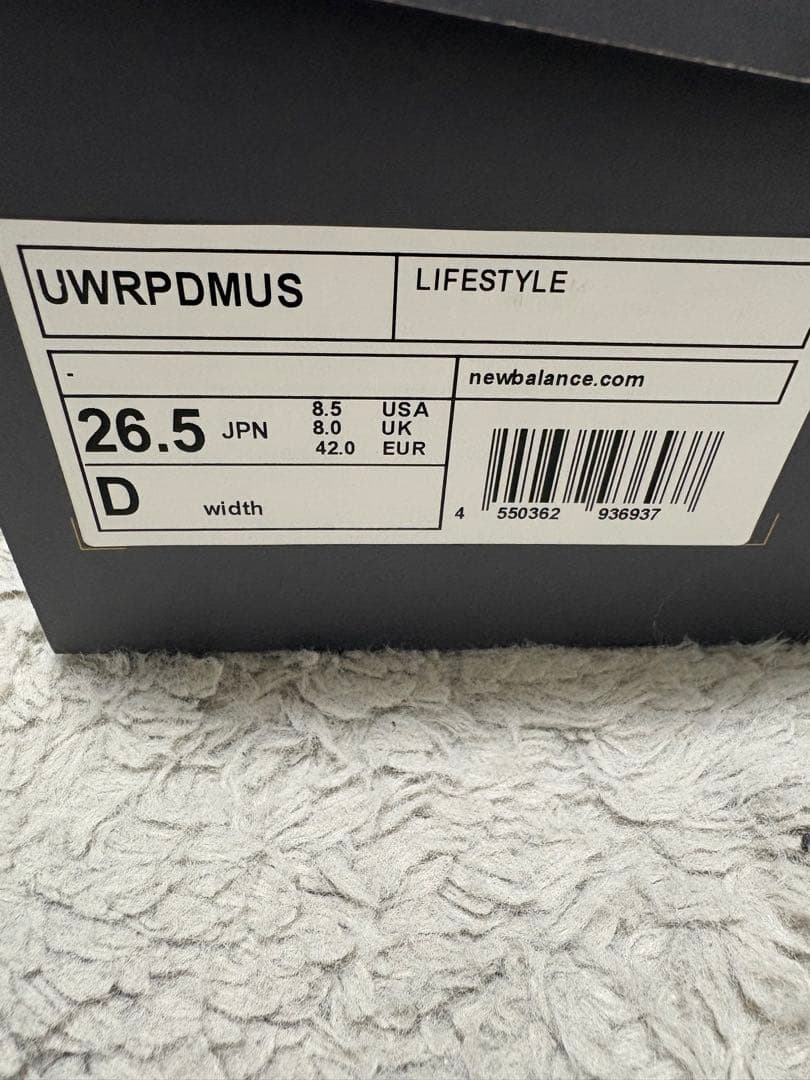 UWRPDMUS
LIFESTYLE
-
newbalance.com
26.5 JPN
8.5 USA
8.0 UK
42.0 EUR
D width
4 550362 936937